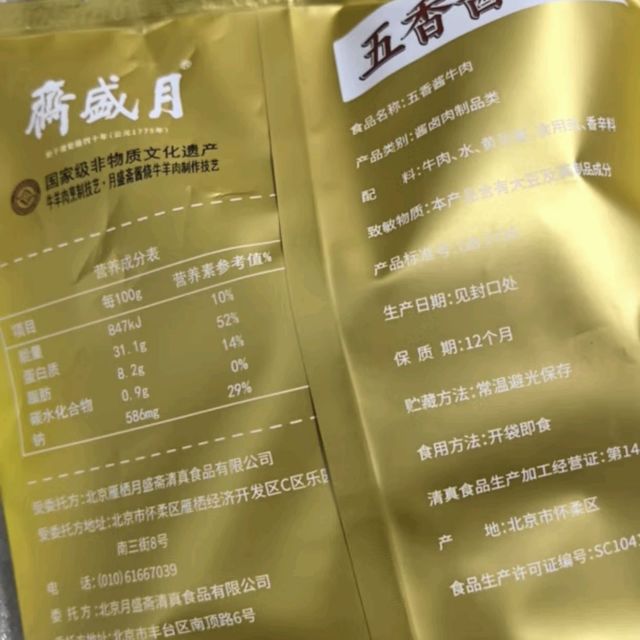 月盛齋®
国家级非物质文化遗产
牛羊肉烹制技艺·月盛斋酱烧牛羊肉制作技艺
营养成分表
项目 每100g 营养素参考值%
能量 847kJ 10%
蛋白质 31.1g 52%
脂肪 8.2g 14%
碳水化合物 0.9g 0%
钠 586mg 29%
受委托方:北京雁栖月盛斋清真食品有限公司
受委托方地址:北京市怀柔区雁栖经济开发区C区乐园
南三街8号
电 话:(010)61667039
委 托 方:北京月盛斋清真食品有限公司
委托方地址:北京市丰台区南顶路6号
五香酱
食品名称:五香酱牛肉
产品类别:酱卤肉制品类
配 料:牛肉、水、食用盐、香辛料
致敏物质:本产品含有大豆及其制品成分
产品标准号
生产日期:见封口处
保 质 期:12个月
贮藏方法:常温避光保存
食用方法:开袋即食
清真食品生产加工经营证:第14
产 地:北京市怀柔区
食品生产许可证编号:SC1041